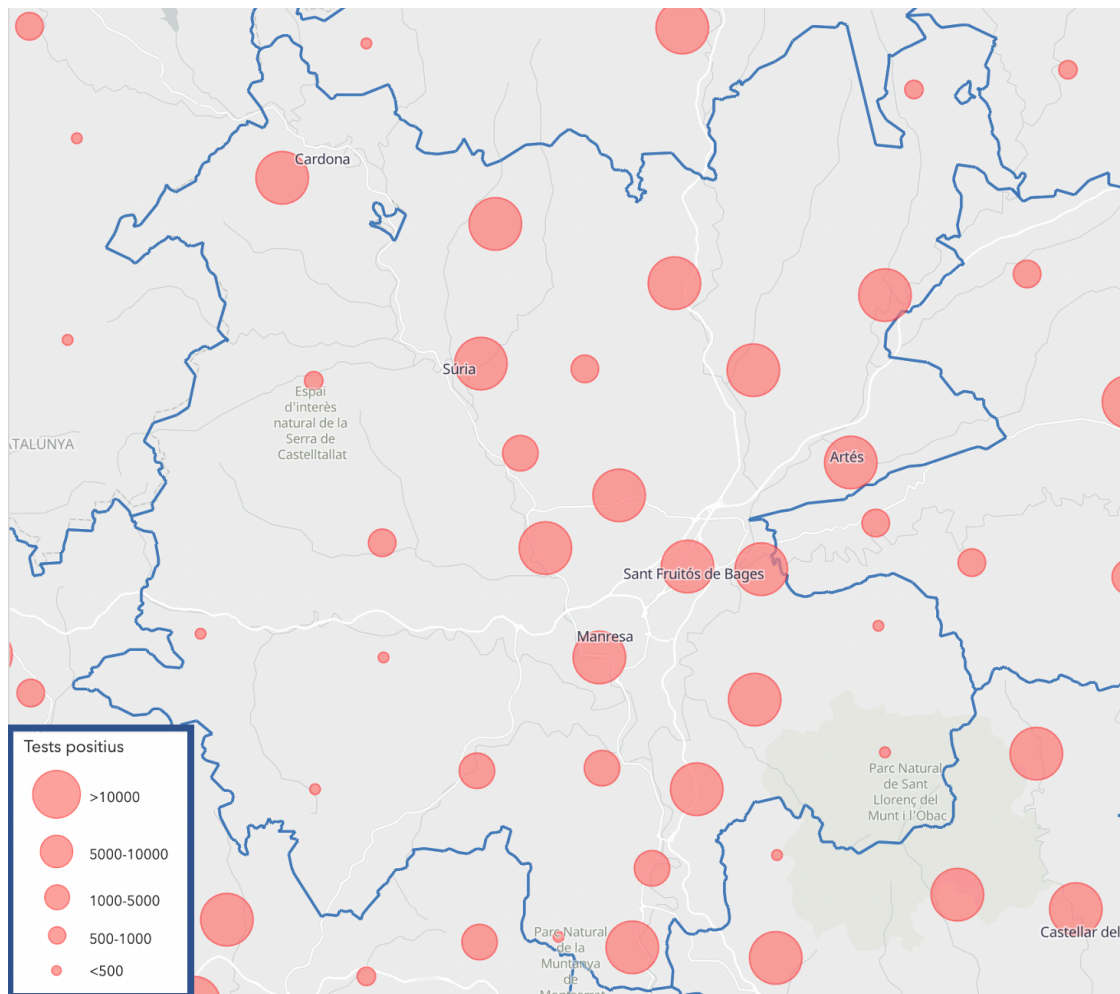 Cardona
Súria
Espai
d'interès
natural de la
Serra de
Castelltallat
ATALUNYA
Artés
Sant Fruitós de Bages
Manresa
Parc Natural
de Sant
Llorenç del
Munt i l'Obac
Castellar del
Parc Natural
de la
Muntanya
de
Montserrat
Tests positius
>10000
5000-10000
1000-5000
500-1000
<500